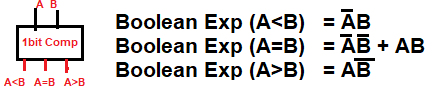 A B
1bit Comp
A<B A=B A>B
Boolean Exp (A<B) = A̅B
Boolean Exp (A=B) = A̅B̅ + AB
Boolean Exp (A>B) = AB̅